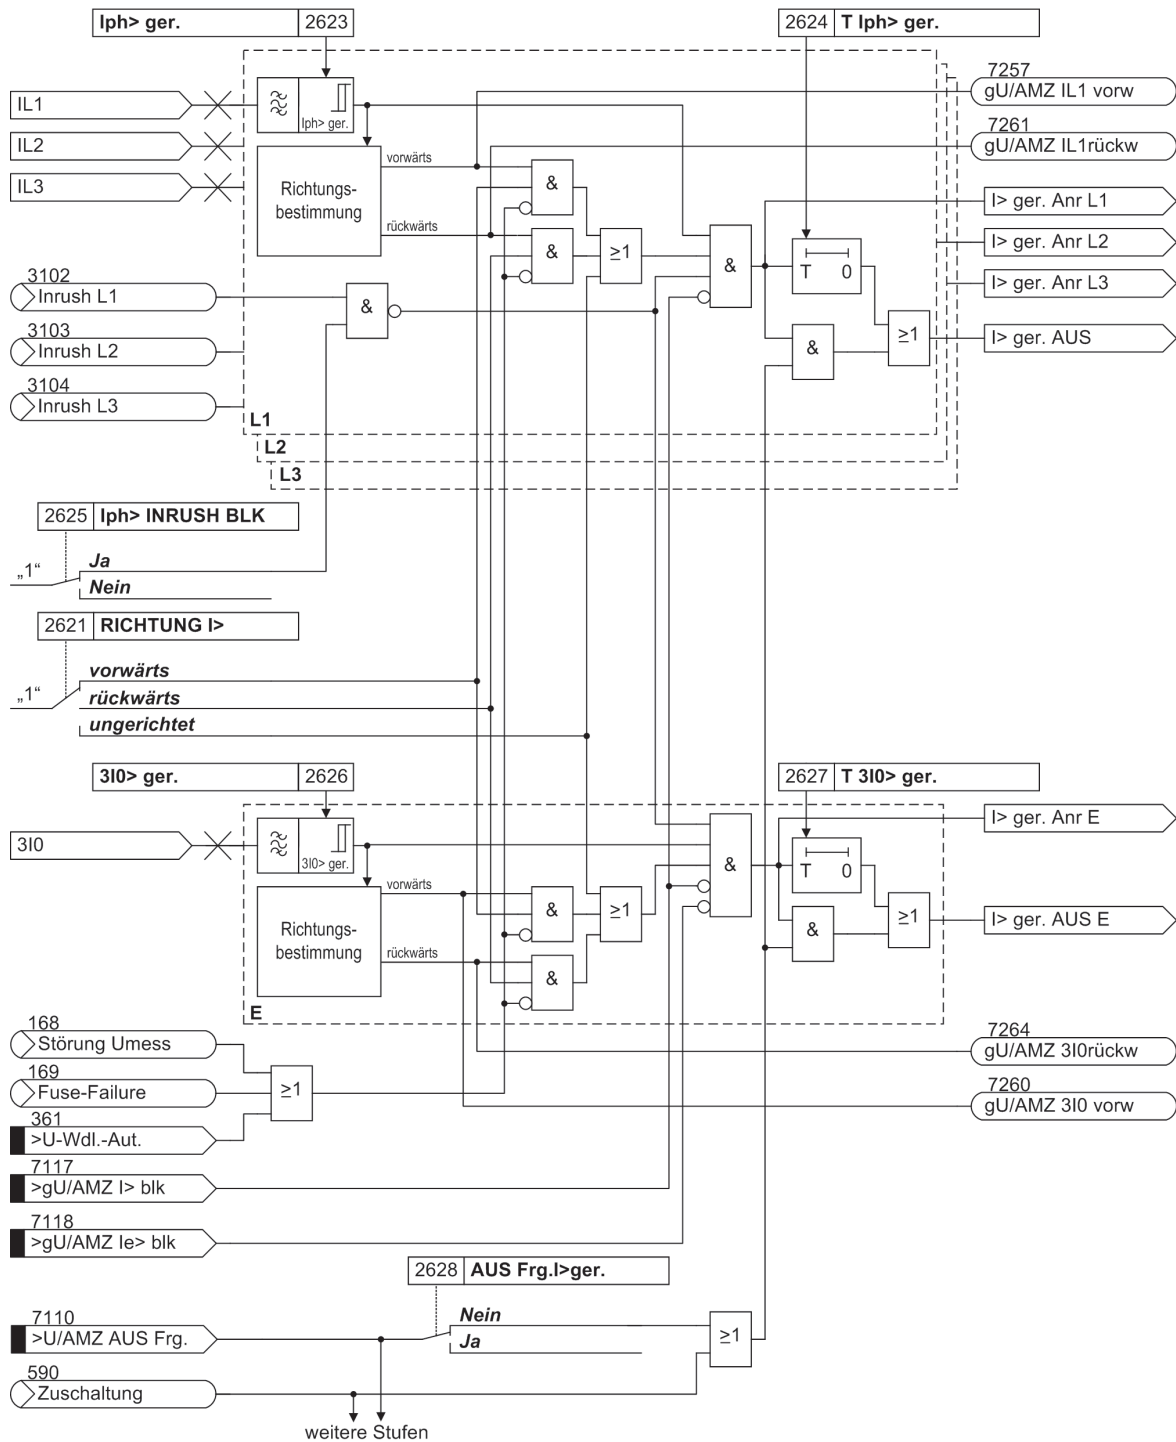 Iph> ger. 2623
2624 T Iph> ger.
7257
gU/AMZ IL1 vorw
IL1
Iph> ger.
7261
gU/AMZ IL1rückw
IL2
vorwärts
IL3
Richtungs-
bestimmung
&
I> ger. Anr L1
rückwärts
&
≥1
&
T 0
I> ger. Anr L2
3102
Inrush L1
I> ger. Anr L3
&
3103
Inrush L2
&
≥1
I> ger. AUS
3104
Inrush L3
L1
L2
L3
2625 Iph> INRUSH BLK
„1“
Ja
Nein
2621 RICHTUNG I>
„1“
vorwärts
rückwärts
ungerichtet
3I0> ger. 2626
2627 T 3I0> ger.
I> ger. Anr E
3I0
3I0> ger.
&
T 0
vorwärts
Richtungs-
bestimmung
&
≥1
&
≥1
I> ger. AUS E
rückwärts
&
E
168
Störung Umess
7264
gU/AMZ 3I0rückw
169
Fuse-Failure
≥1
7260
gU/AMZ 3I0 vorw
361
>U-Wdl.-Aut.
7117
>gU/AMZ I> blk
7118
>gU/AMZ Ie> blk
2628 AUS Frg.I>ger.
7110
>U/AMZ AUS Frg.
Nein
Ja
≥1
590
Zuschaltung
weitere Stufen